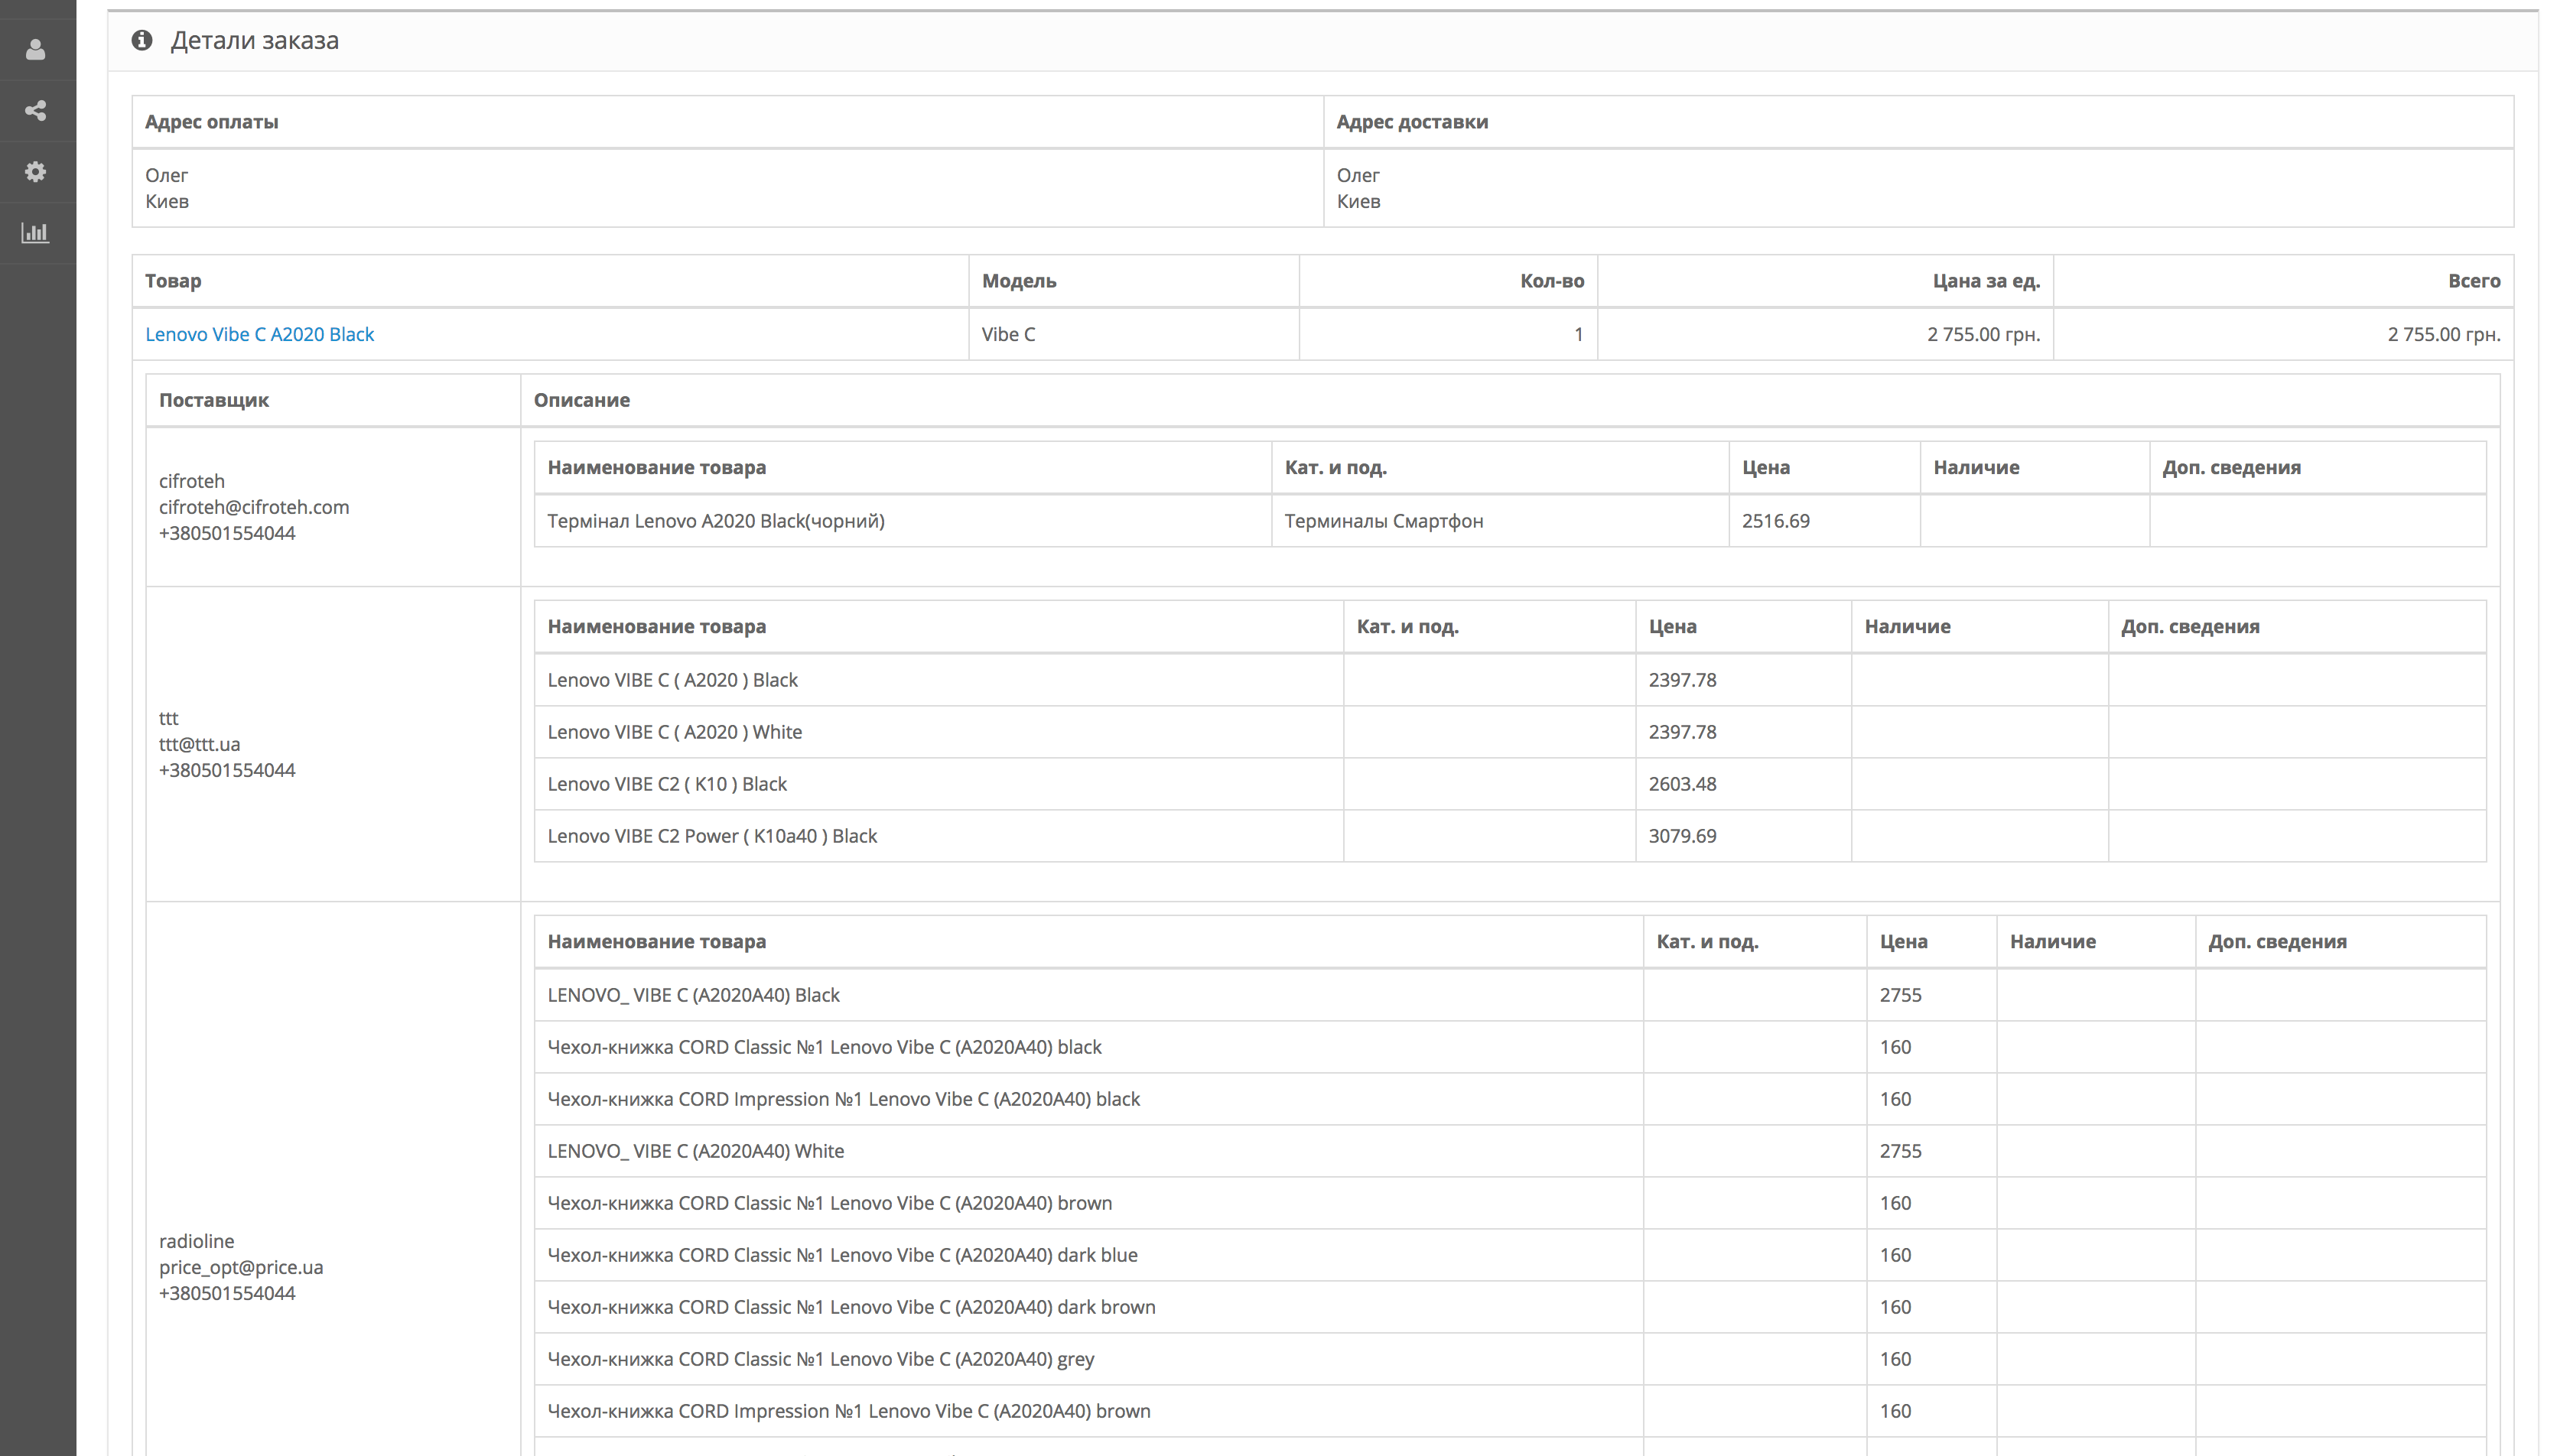 Детали заказа
Адрес оплаты Адрес доставки
Олег Олег
Киев Киев
Товар Модель Кол-во Цана за ед. Всего
Lenovo Vibe C A2020 Black Vibe C 1 2 755.00 грн. 2 755.00 грн.
Поставщик Описание
cifroteh
cifroteh@cifroteh.com
+380501554044
Наименование товара Кат. и под. Цена Наличие Доп. сведения
Термінал Lenovo A2020 Black(чорний) Терминалы Смартфон 2516.69
ttt
ttt@ttt.ua
+380501554044
Наименование товара Кат. и под. Цена Наличие Доп. сведения
Lenovo VIBE C ( A2020 ) Black 2397.78
Lenovo VIBE C ( A2020 ) White 2397.78
Lenovo VIBE C2 ( K10 ) Black 2603.48
Lenovo VIBE C2 Power ( K10a40 ) Black 3079.69
radioline
price_opt@price.ua
+380501554044
Наименование товара Кат. и под. Цена Наличие Доп. сведения
LENOVO_ VIBE C (A2020A40) Black 2755
Чехол-книжка CORD Classic №1 Lenovo Vibe C (A2020A40) black 160
Чехол-книжка CORD Impression №1 Lenovo Vibe C (A2020A40) black 160
LENOVO_ VIBE C (A2020A40) White 2755
Чехол-книжка CORD Classic №1 Lenovo Vibe C (A2020A40) brown 160
Чехол-книжка CORD Classic №1 Lenovo Vibe C (A2020A40) dark blue 160
Чехол-книжка CORD Classic №1 Lenovo Vibe C (A2020A40) dark brown 160
Чехол-книжка CORD Classic №1 Lenovo Vibe C (A2020A40) grey 160
Чехол-книжка CORD Impression №1 Lenovo Vibe C (A2020A40) brown 160